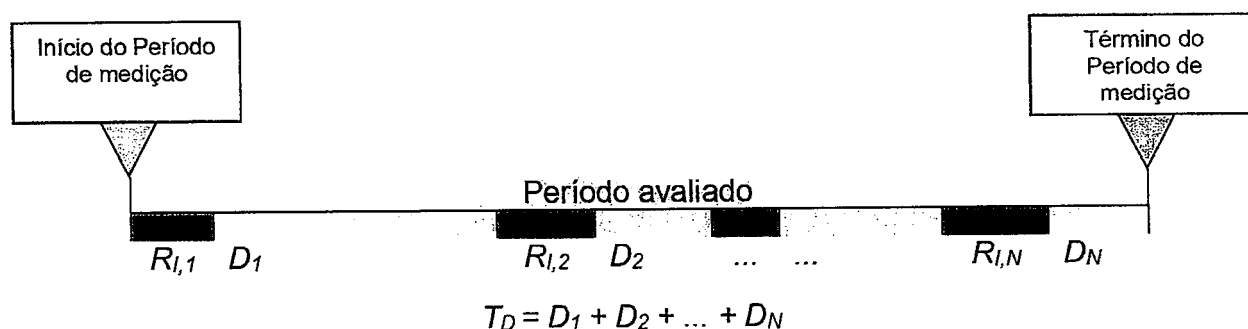 Início do Período
de medição
Término do
Período de
medição
Período avaliado
R_{I,1} D_1 R_{I,2} D_2 ... ... R_{I,N} D_N
T_D = D_1 + D_2 + ... + D_N